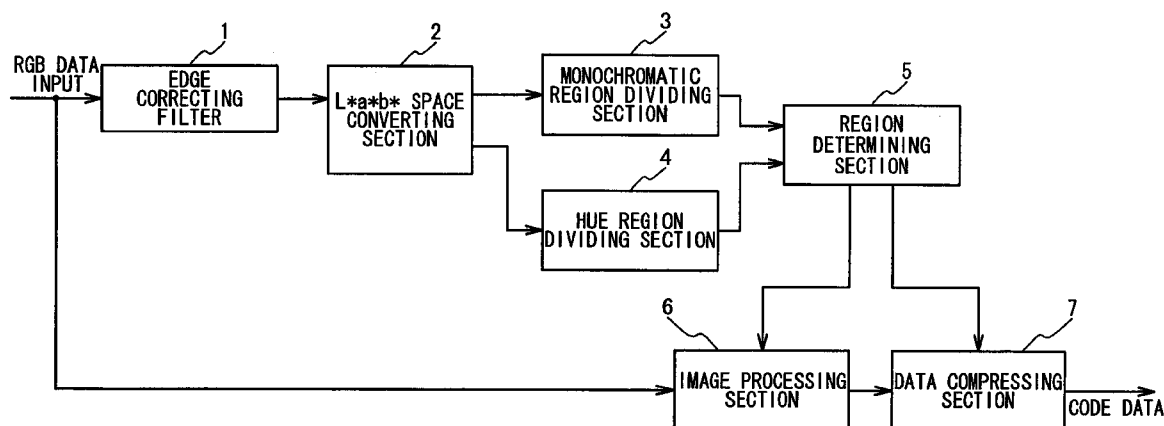 1
RGB DATA
INPUT
EDGE
CORRECTING
FILTER
2
L*a*b* SPACE
CONVERTING
SECTION
3
MONOCHROMATIC
REGION DIVIDING
SECTION
4
HUE REGION
DIVIDING SECTION
5
REGION
DETERMINING
SECTION
6
IMAGE PROCESSING
SECTION
7
DATA COMPRESSING
SECTION
CODE DATA